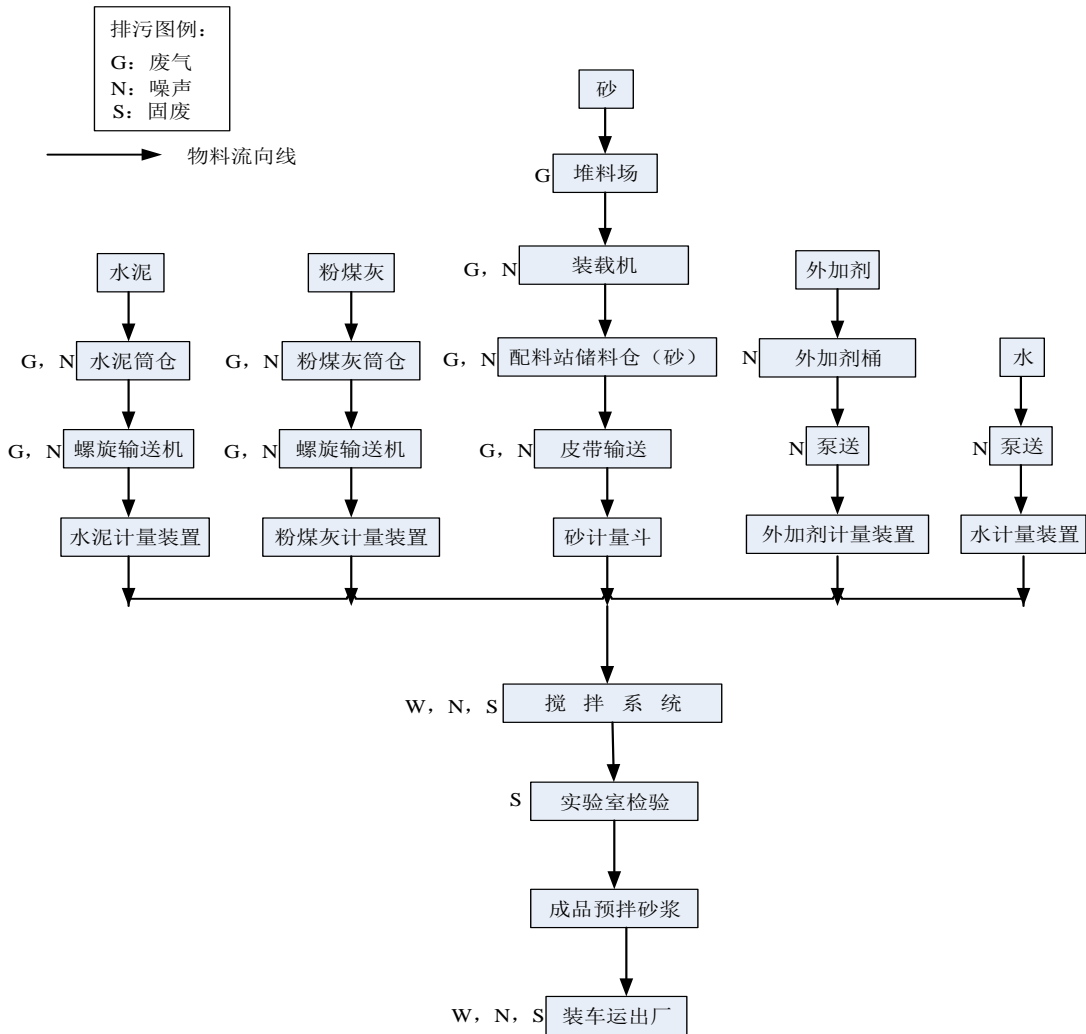 排污图例：
G：废气
N：噪声
S：固废
物料流向线
砂
G
堆料场
G，N
装载机
水泥
粉煤灰
外加剂
G，N
水泥筒仓
G，N
粉煤灰筒仓
G，N
配料站储料仓（砂）
N
外加剂桶
水
G，N
螺旋输送机
G，N
螺旋输送机
G，N
皮带输送
N
泵送
N
泵送
水泥计量装置
粉煤灰计量装置
砂计量斗
外加剂计量装置
水计量装置
W，N，S
搅 拌 系 统
S
实验室检验
成品预拌砂浆
W，N，S
装车运出厂